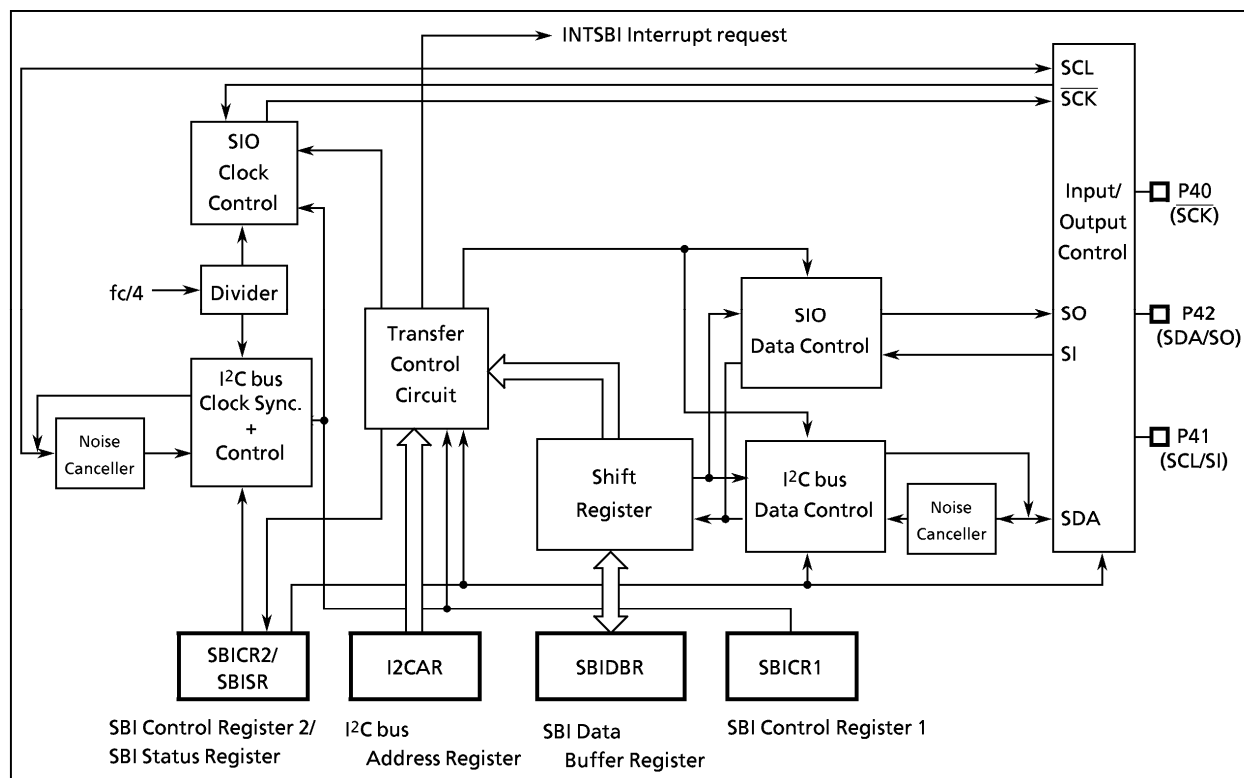 INTSBI Interrupt request
SCL
SCK
SIO
Clock
Control
Input/
Output
Control
P40
(SCK)
fc/4
Divider
SIO
Data Control
SO
SI
P42
(SDA/SO)
Transfer
Control
Circuit
I²C bus
Clock Sync.
+
Control
Noise
Canceller
P41
(SCL/SI)
Shift
Register
I²C bus
Data Control
Noise
Canceller
SDA
SBICR2/
SBISR
I2CAR
SBIDBR
SBICR1
SBI Control Register 2/
SBI Status Register
I²C bus
Address Register
SBI Data
Buffer Register
SBI Control Register 1